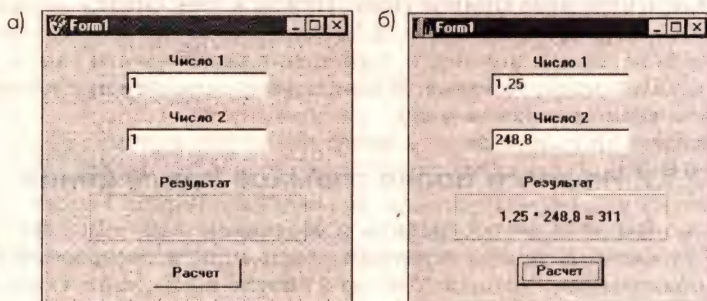 а)
Form1
Число 1
1
Число 2
1
Результат
Расчет
б)
Form1
Число 1
1,25
Число 2
248,8
Результат
1,25 * 248,8 = 311
Расчет